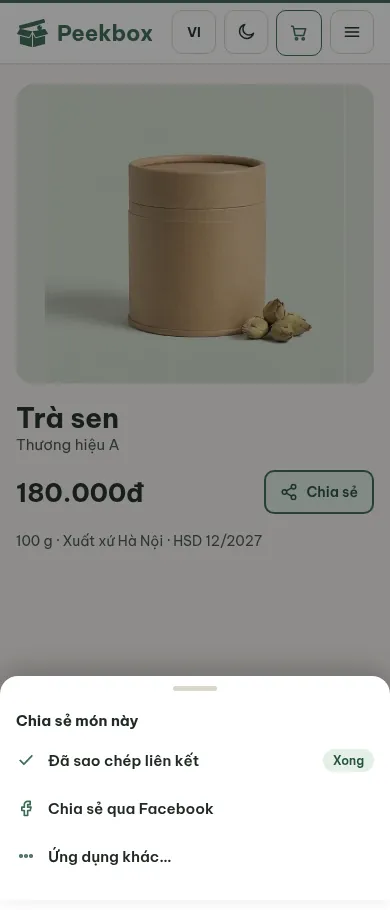 Peekbox
VI
Trà sen
Thương hiệu A
180.000đ
Chia sẻ
100 g · Xuất xứ Hà Nội · HSD 12/2027
Chia sẻ món này
Đã sao chép liên kết
Xong
Chia sẻ qua Facebook
Ứng dụng khác...